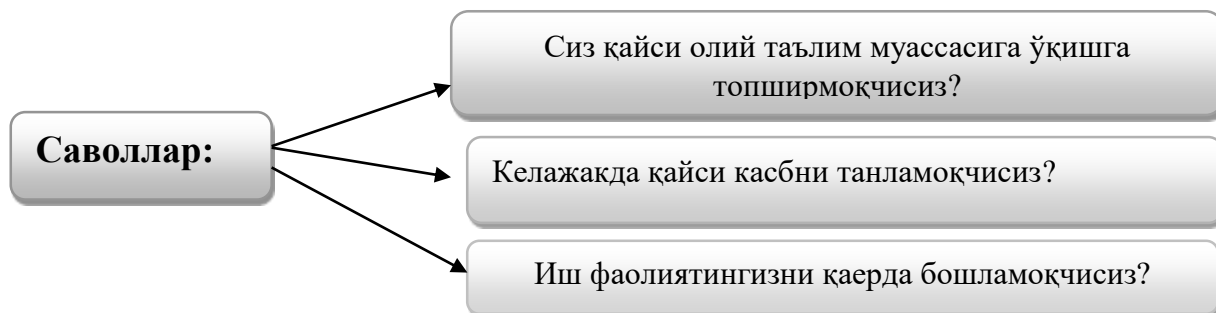 Сиз қайси олий таълим муассасига ўқишга
топширмоқчисиз?
Саволлар:
Келажакда қайси касбни танламоқчисиз?
Иш фаолиятингизни қаерда бошламоқчисиз?